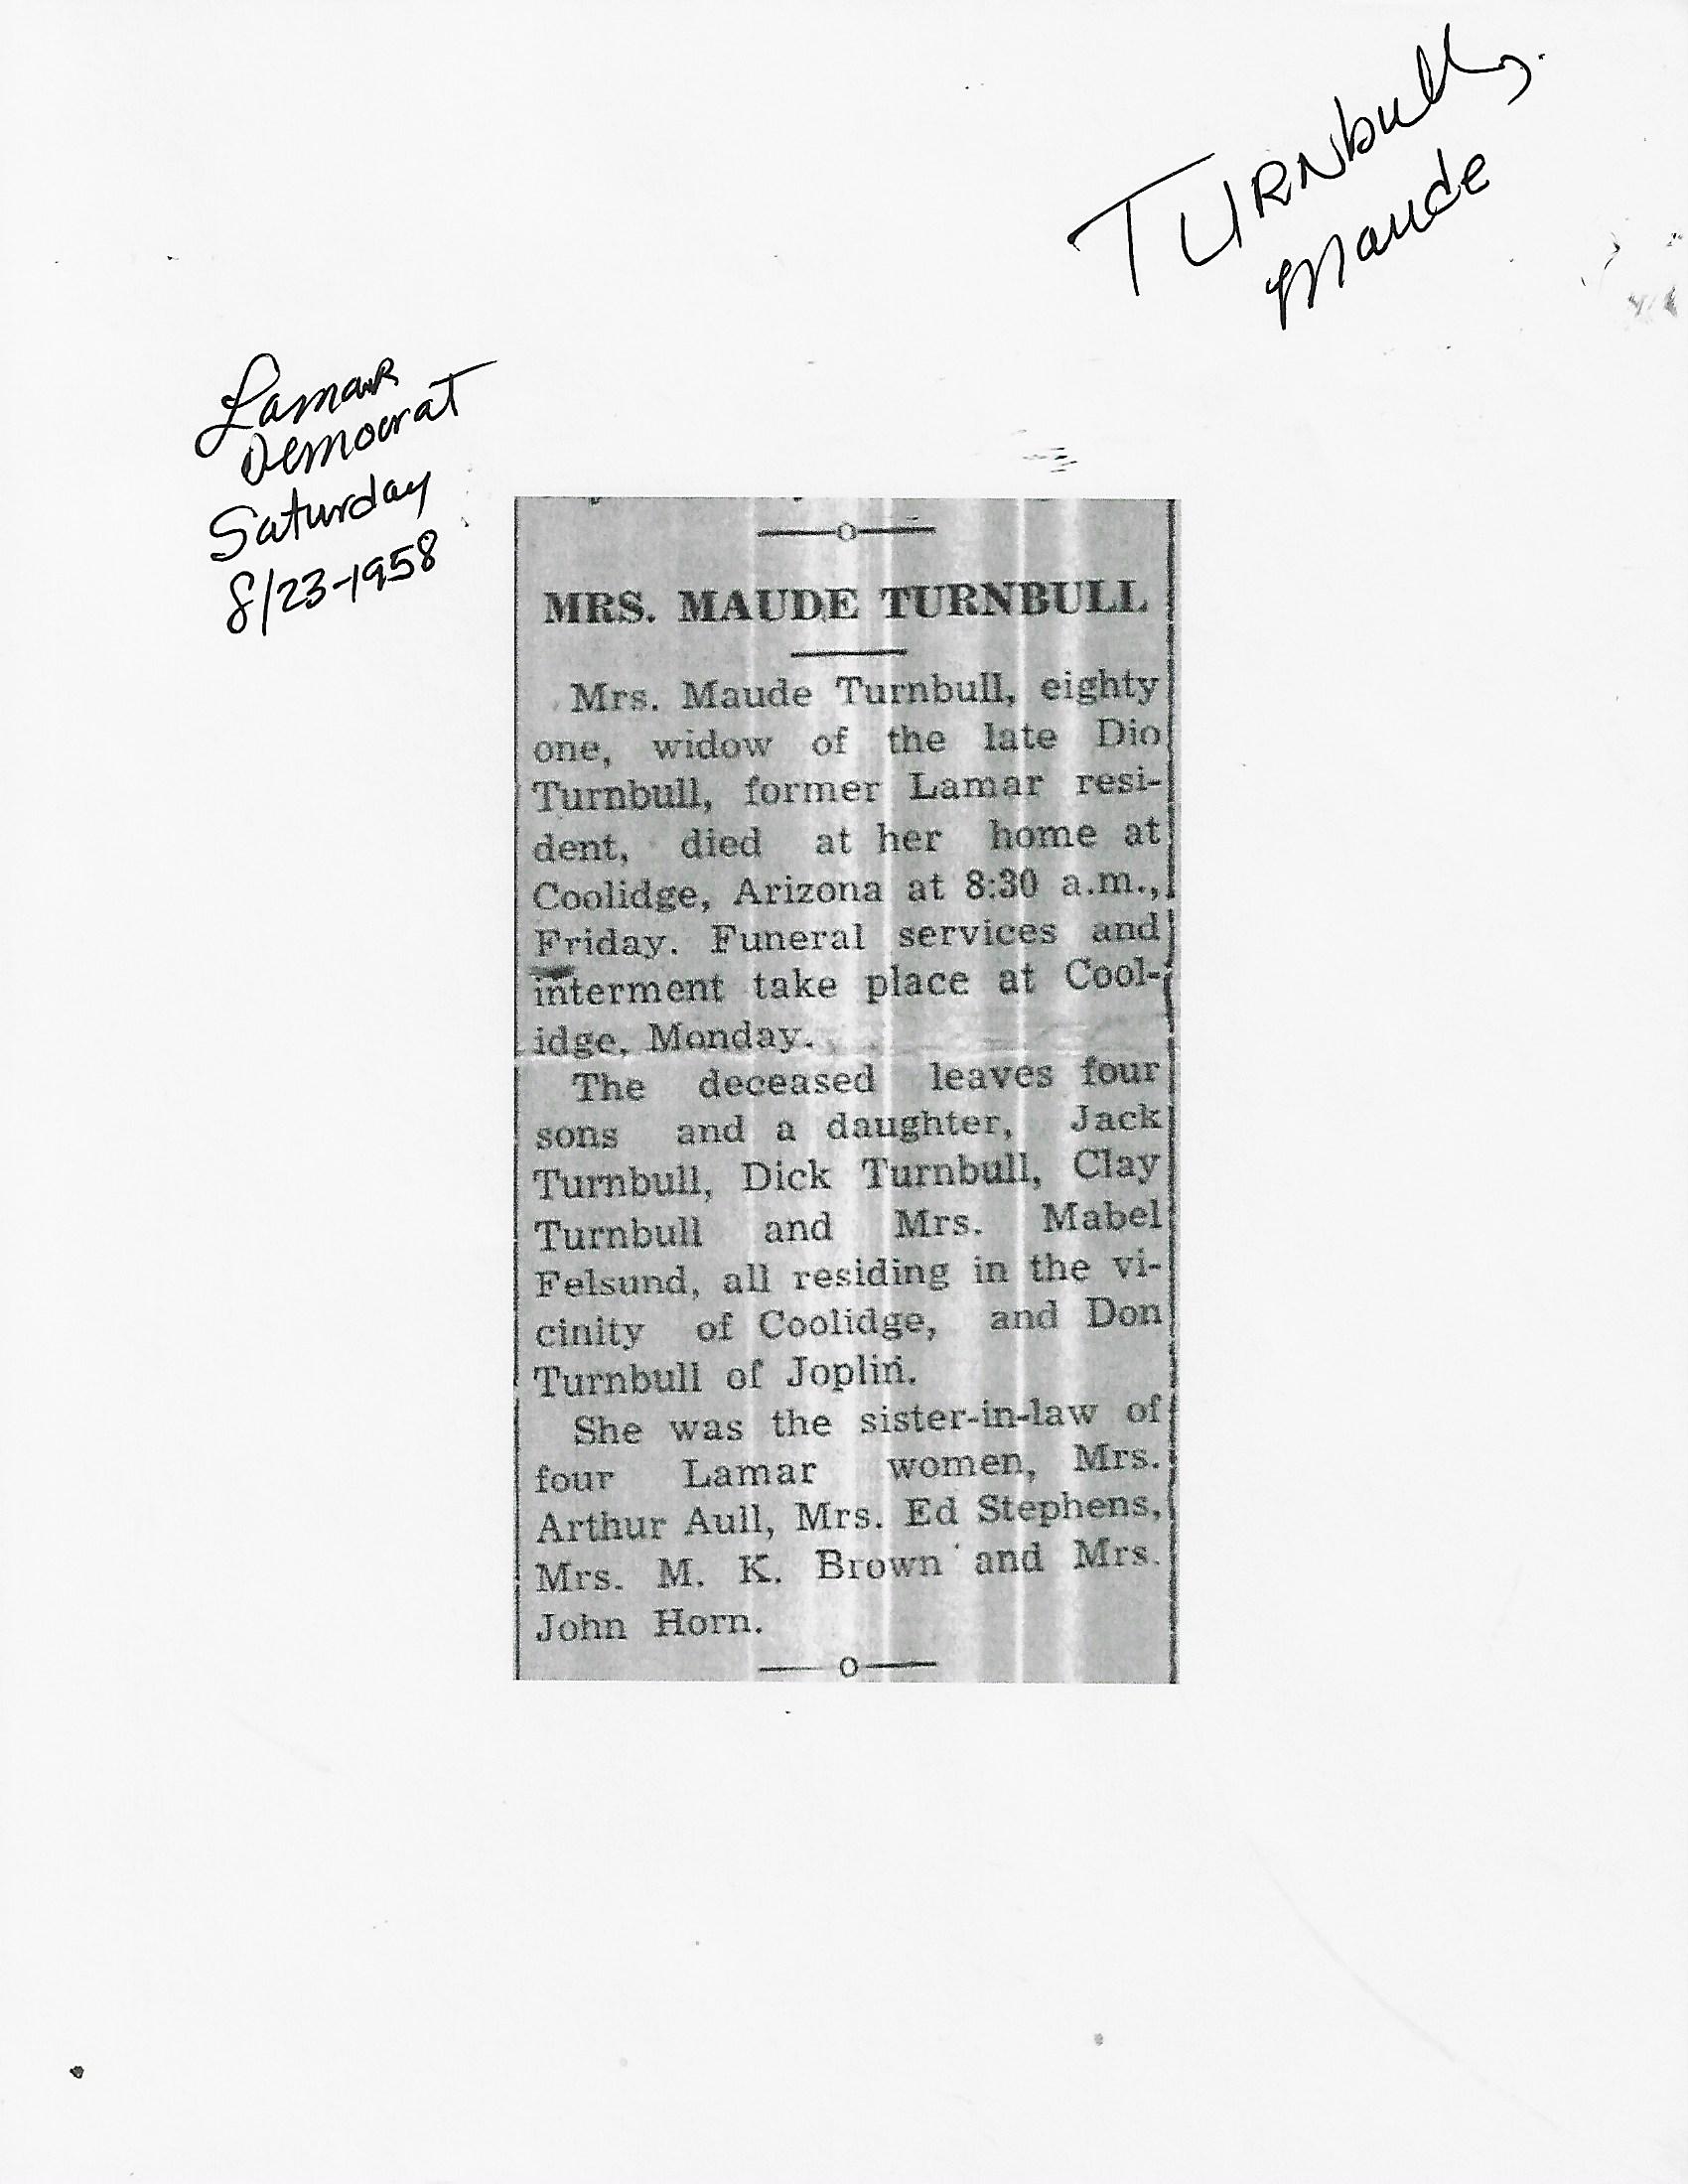 TURNbull,
Maude
Lamar
Democrat
Saturday
8/23-1958
MRS. MAUDE TURNBULL
Mrs. Maude Turnbull, eighty
one, widow of the late Dio
Turnbull, former Lamar resi-
dent, died at her home at
Coolidge, Arizona at 8:30 a.m.,
Friday. Funeral services and
interment take place at Cool-
idge, Monday.
The deceased leaves four
sons and a daughter, Jack
Turnbull, Dick Turnbull, Clay
Turnbull and Mrs. Mabel
Felsund, all residing in the vi-
cinity of Coolidge, and Don
Turnbull of Joplin.
She was the sister-in-law of
four Lamar women, Mrs.
Arthur Aull, Mrs. Ed Stephens,
Mrs. M. K. Brown and Mrs.
John Horn.